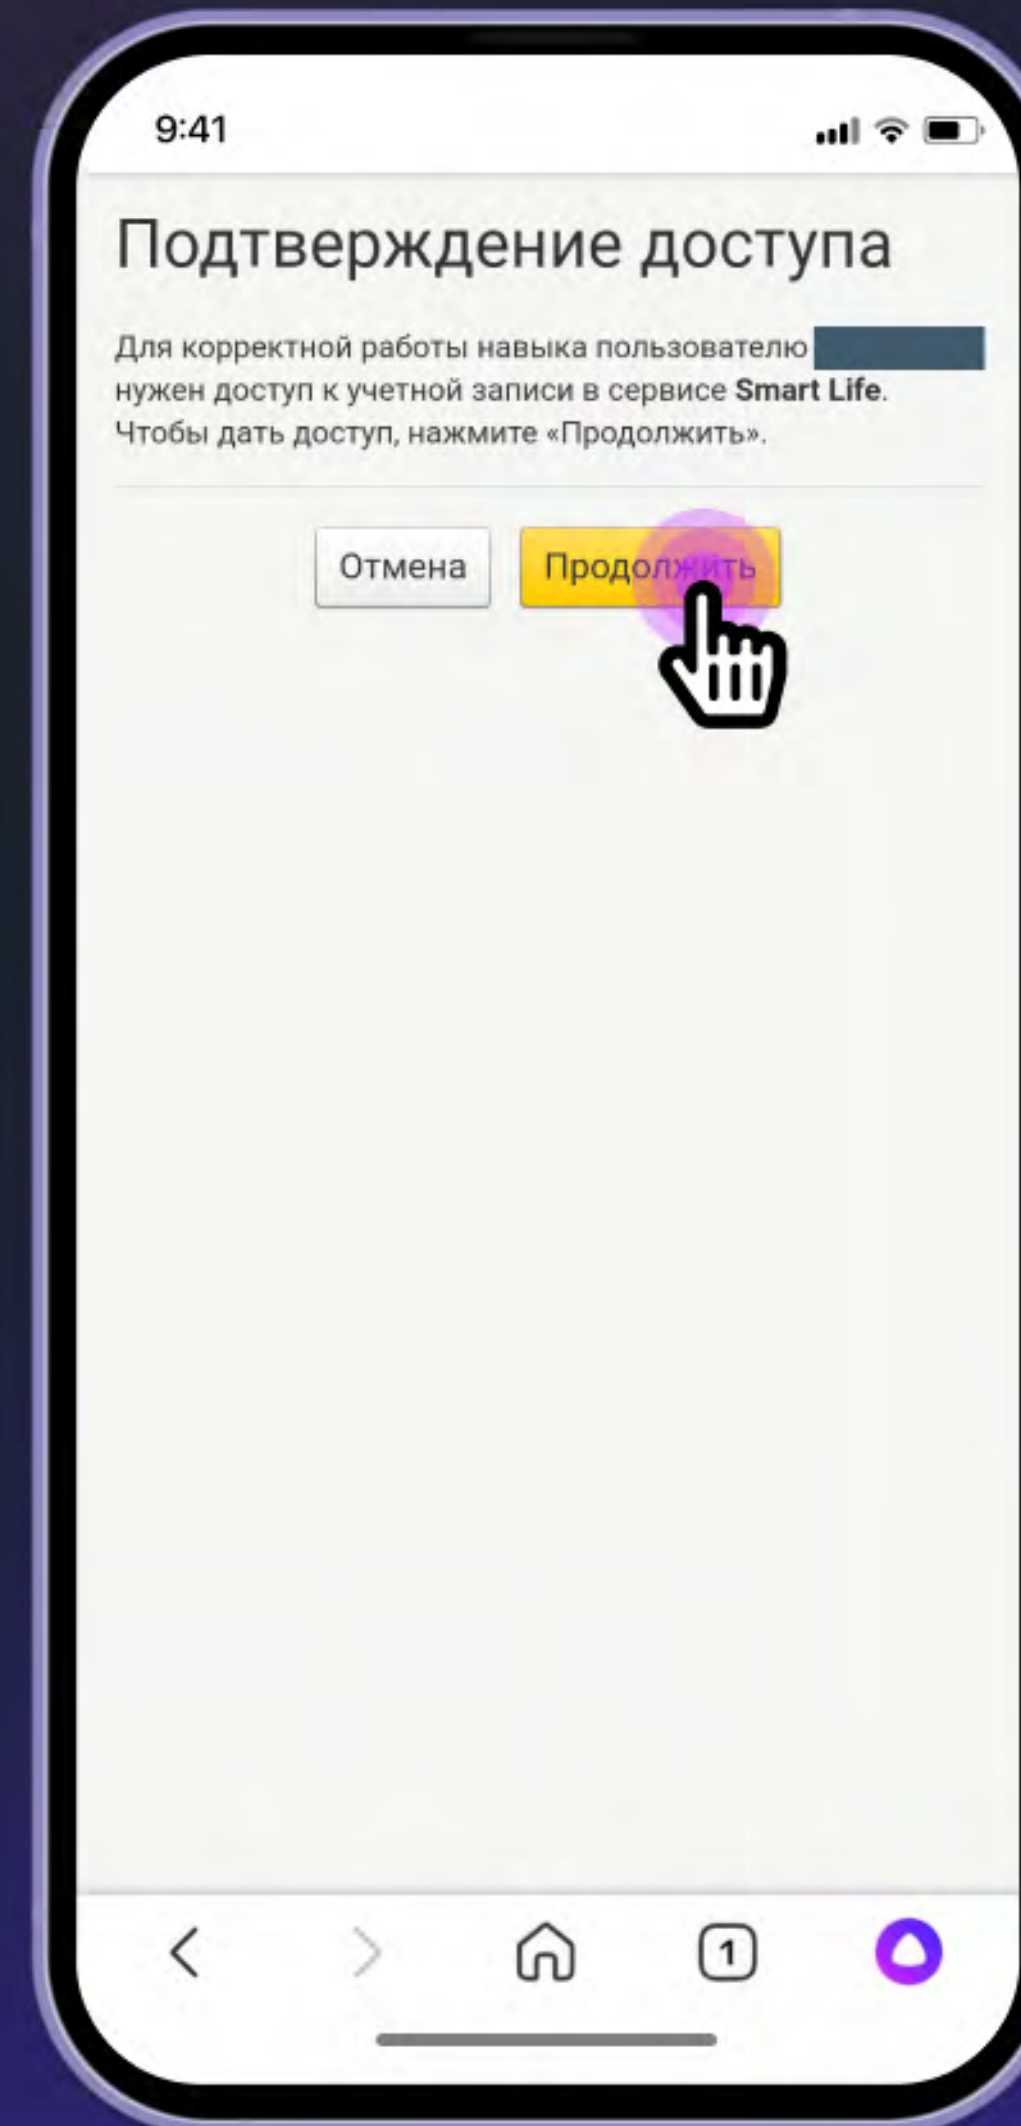 9:41
Подтверждение доступа
Для корректной работы навыка пользователю
нужен доступ к учетной записи в сервисе Smart Life.
Чтобы дать доступ, нажмите «Продолжить».
Отмена Продолжить
1